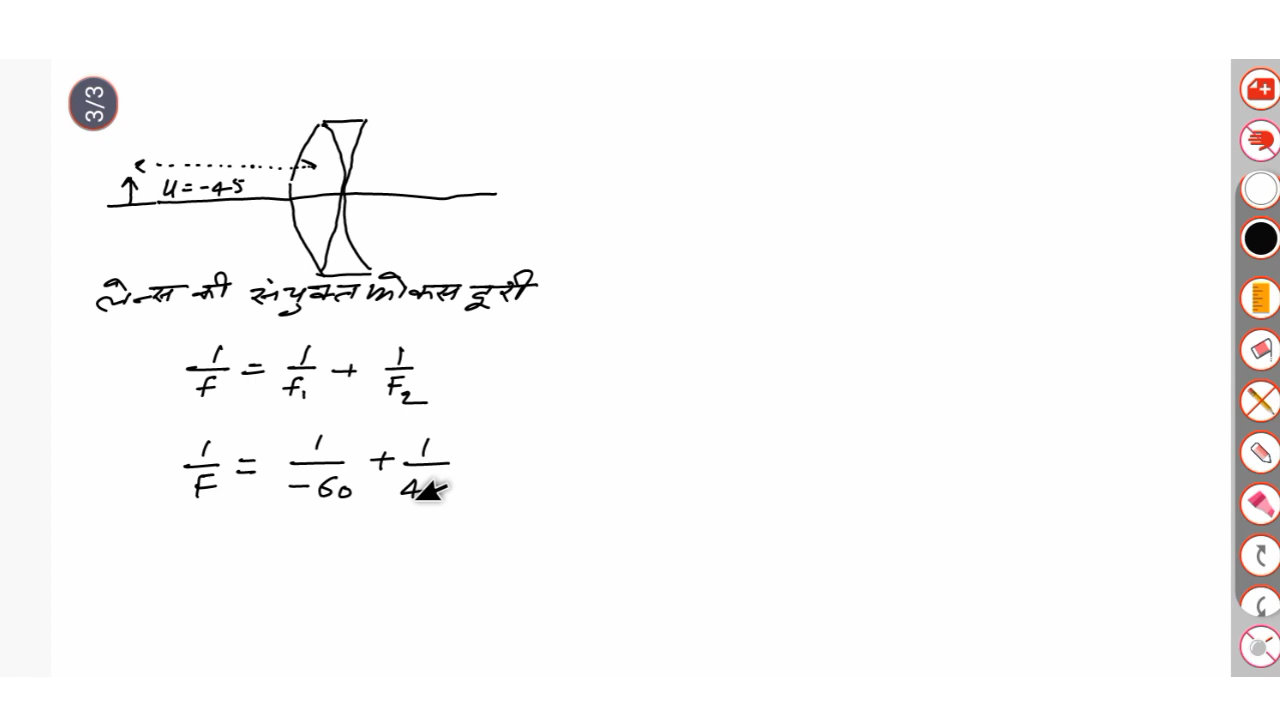 3/3
u = -45
लेन्स की संयुक्त फोकस दूरी
1/f = 1/f₁ + 1/F₂
1/F = 1/-60 + 1/4